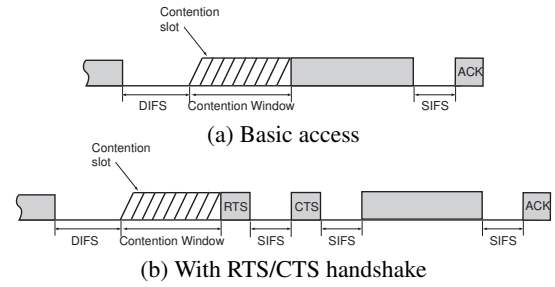 Contention
slot
ACK
DIFS
Contention Window
SIFS
(a) Basic access
Contention
slot
RTS
CTS
ACK
DIFS
Contention Window
SIFS
SIFS
SIFS
(b) With RTS/CTS handshake